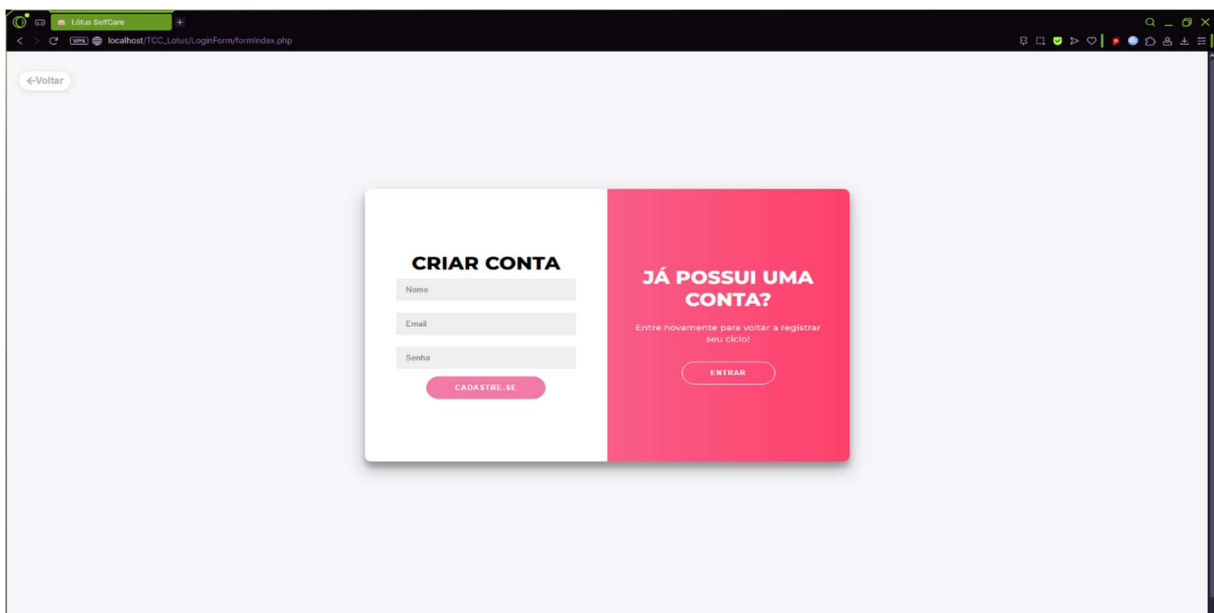 Lótus SelfCare
VPN localhost/TCC_Lotus/LoginForm/formindex.php
Voltar
CRIAR CONTA
Nome
Email
Senha
CADASTRE-SE
JÁ POSSUI UMA
CONTA?
Entre novamente para voltar a registrar
seu ciclo!
ENTRAR